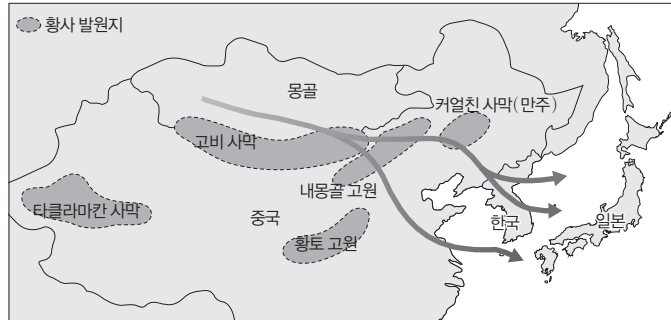 황사 발원지
몽골
커얼친 사막(만주)
고비 사막
내몽골 고원
타클라마칸 사막
중국
한국
일본
황토 고원